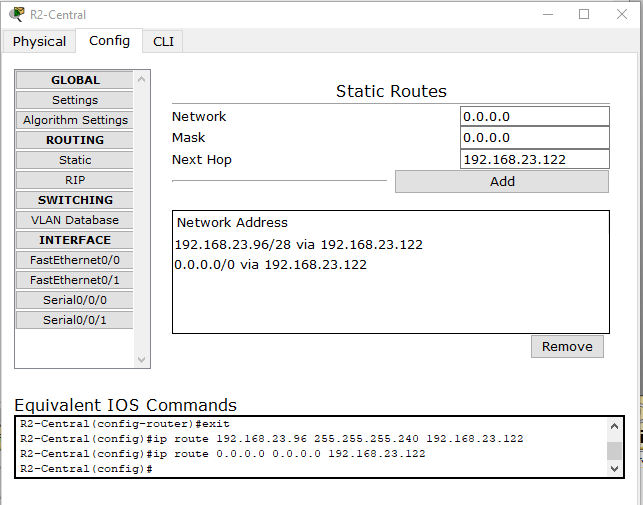 R2-Central
Physical Config CLI
GLOBAL
Settings
Algorithm Settings
ROUTING
Static
RIP
SWITCHING
VLAN Database
INTERFACE
FastEthernet0/0
FastEthernet0/1
Serial0/0/0
Serial0/0/1
Static Routes
Network 0.0.0.0
Mask 0.0.0.0
Next Hop 192.168.23.122
Add
Network Address
192.168.23.96/28 via 192.168.23.122
0.0.0.0/0 via 192.168.23.122
Remove
Equivalent IOS Commands
R2-Central(config-router)#exit
R2-Central(config)#ip route 192.168.23.96 255.255.255.240 192.168.23.122
R2-Central(config)#ip route 0.0.0.0 0.0.0.0 192.168.23.122
R2-Central(config)#